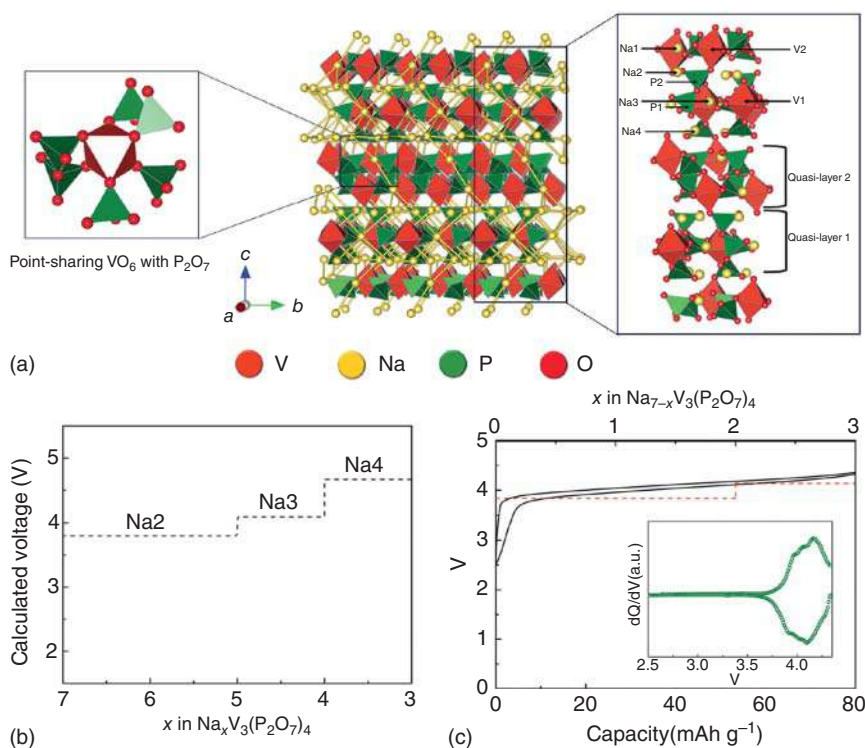 Na1
V2
Na2
P2
Na3
P1
V1
Na4
Quasi-layer 2
Quasi-layer 1
Point-sharing VO6 with P2O7
c
a
b
(a)
V
Na
P
O
Calculated voltage (V)
5
4
3
2
Na2
Na3
Na4
7
6
5
4
3
x in NaxV3(P2O7)4
(b)
x in Na7–xV3(P2O7)4
0
1
2
3
V
5
4
3
2
1
0
dQ/dV(a.u.)
2.5
3.0
3.5
4.0
V
0
20
40
60
80
Capacity(mAh g−1)
(c)